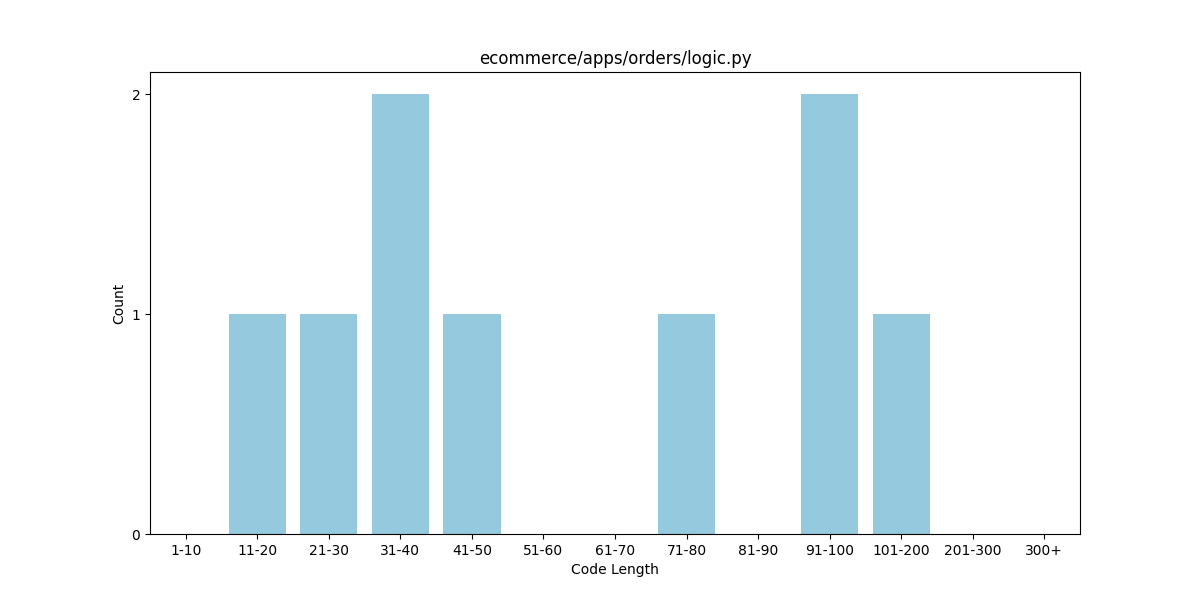 ecommerce/apps/orders/logic.py
Count
2
1
0
1-10 11-20 21-30 31-40 41-50 51-60 61-70 71-80 81-90 91-100 101-200 201-300 300+
Code Length